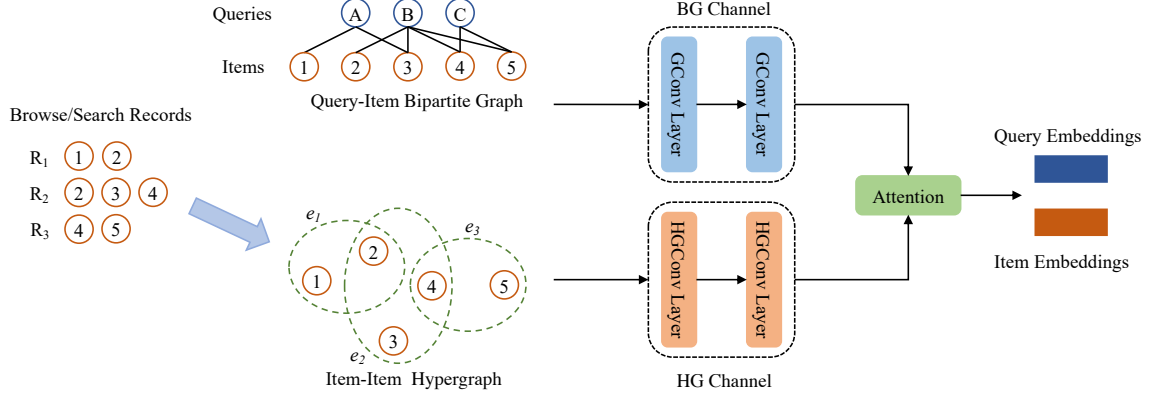 Queries A B C
Items 1 2 3 4 5
Query-Item Bipartite Graph
Browse/Search Records
R1 1 2
R2 2 3 4
R3 4 5
e1
e3
2
1
4
5
3
e2
Item-Item Hypergraph
BG Channel
GConv Layer
GConv Layer
HGConv Layer
HGConv Layer
HG Channel
Attention
Query Embeddings
Item Embeddings